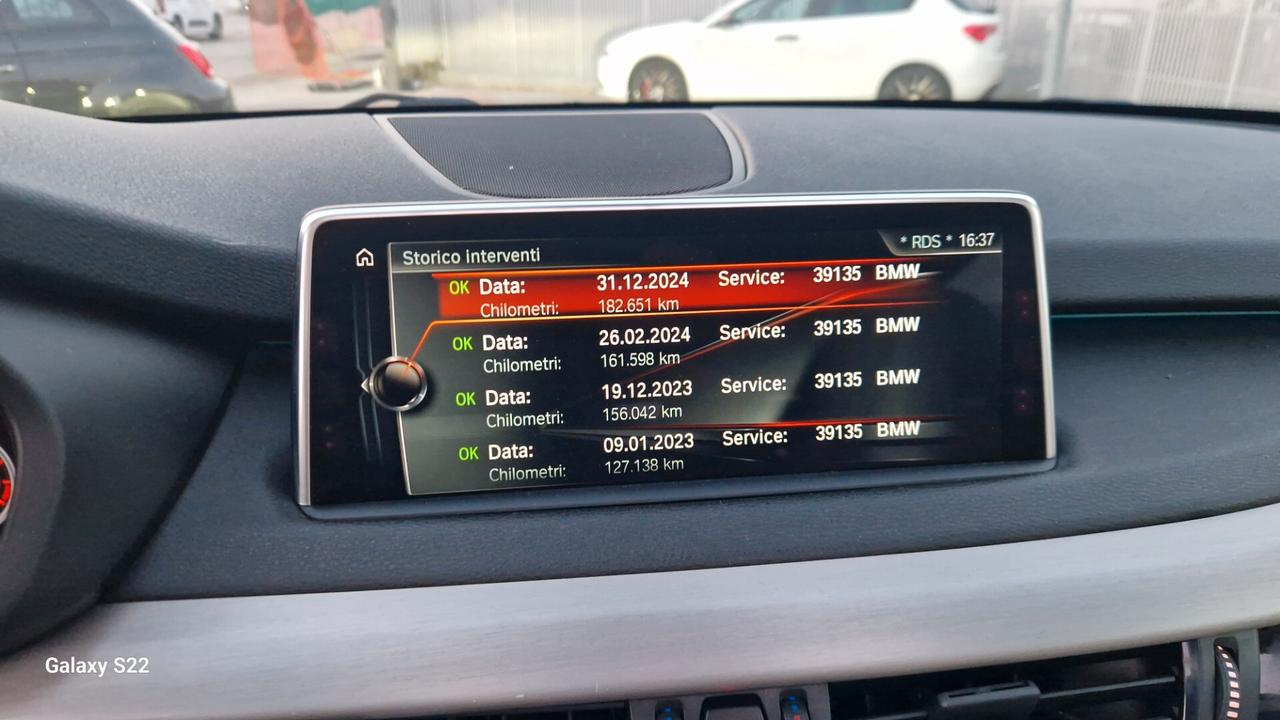 Storico interventi
* RDS * 16:37
OK Data: 31.12.2024 Service: 39135 BMW
Chilometri: 182.651 km
OK Data: 26.02.2024 Service: 39135 BMW
Chilometri: 161.598 km
OK Data: 19.12.2023 Service: 39135 BMW
Chilometri: 156.042 km
OK Data: 09.01.2023 Service: 39135 BMW
Chilometri: 127.138 km
Galaxy S22